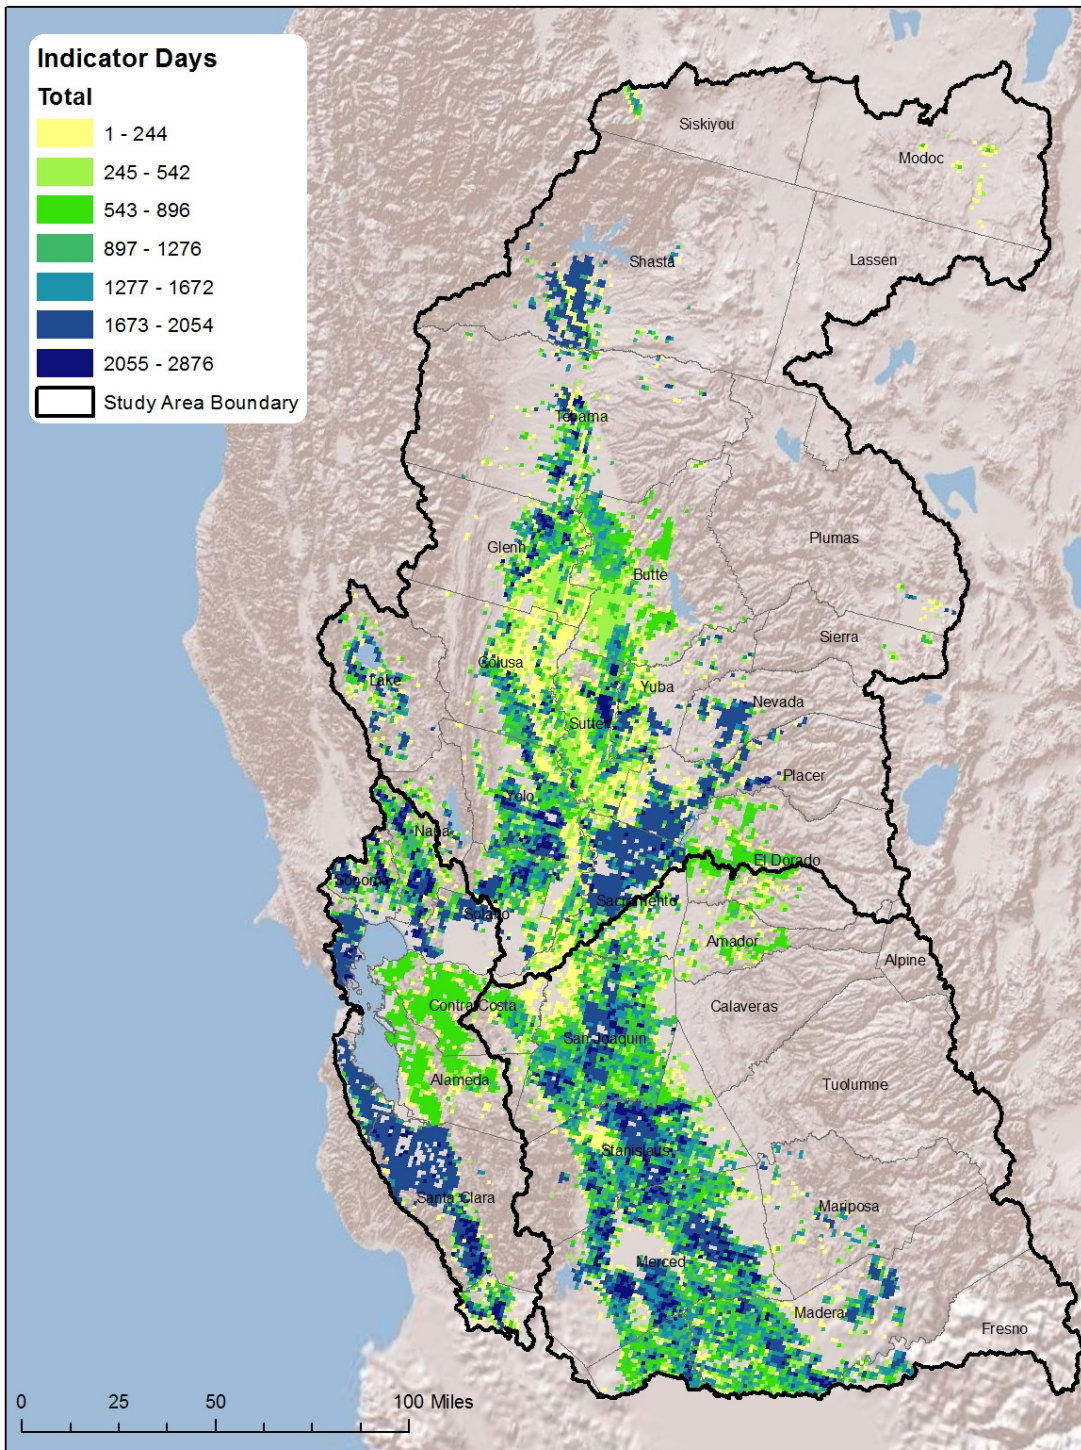 Indicator Days
Total
1 - 244
245 - 542
543 - 896
897 - 1276
1277 - 1672
1673 - 2054
2055 - 2876
Study Area Boundary
Siskiyou
Modoc
Shasta
Lassen
Tehama
Plumas
Glenn
Butte
Sierra
Colusa
Lake
Yuba
Nevada
Sutter
Placer
Yolo
Napa
El Dorado
Sonoma
Sacramento
Solano
Amador
Alpine
Contra Costa
Calaveras
San Joaquin
Alameda
Tuolumne
Stanislaus
Santa Clara
Mariposa
Merced
Madera
Fresno
0 25 50 100 Miles